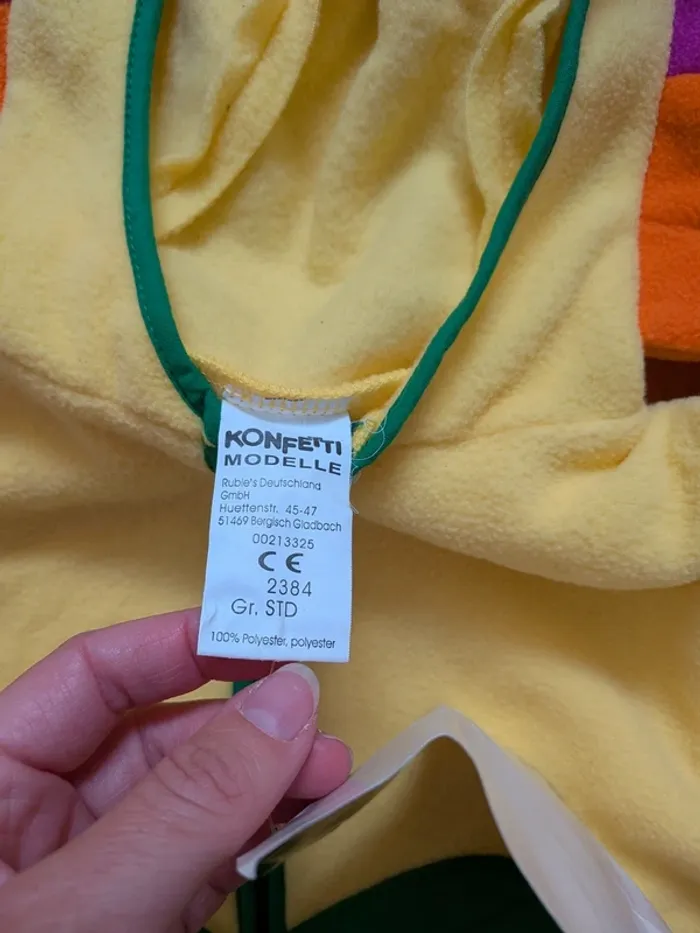 KONFETTI
MODELLE
Rubie's Deutschland
GmbH
Huettenstr. 45-47
51469 Bergisch Gladbach
00213325
CE
2384
Gr. STD
100% Polyester, polyester